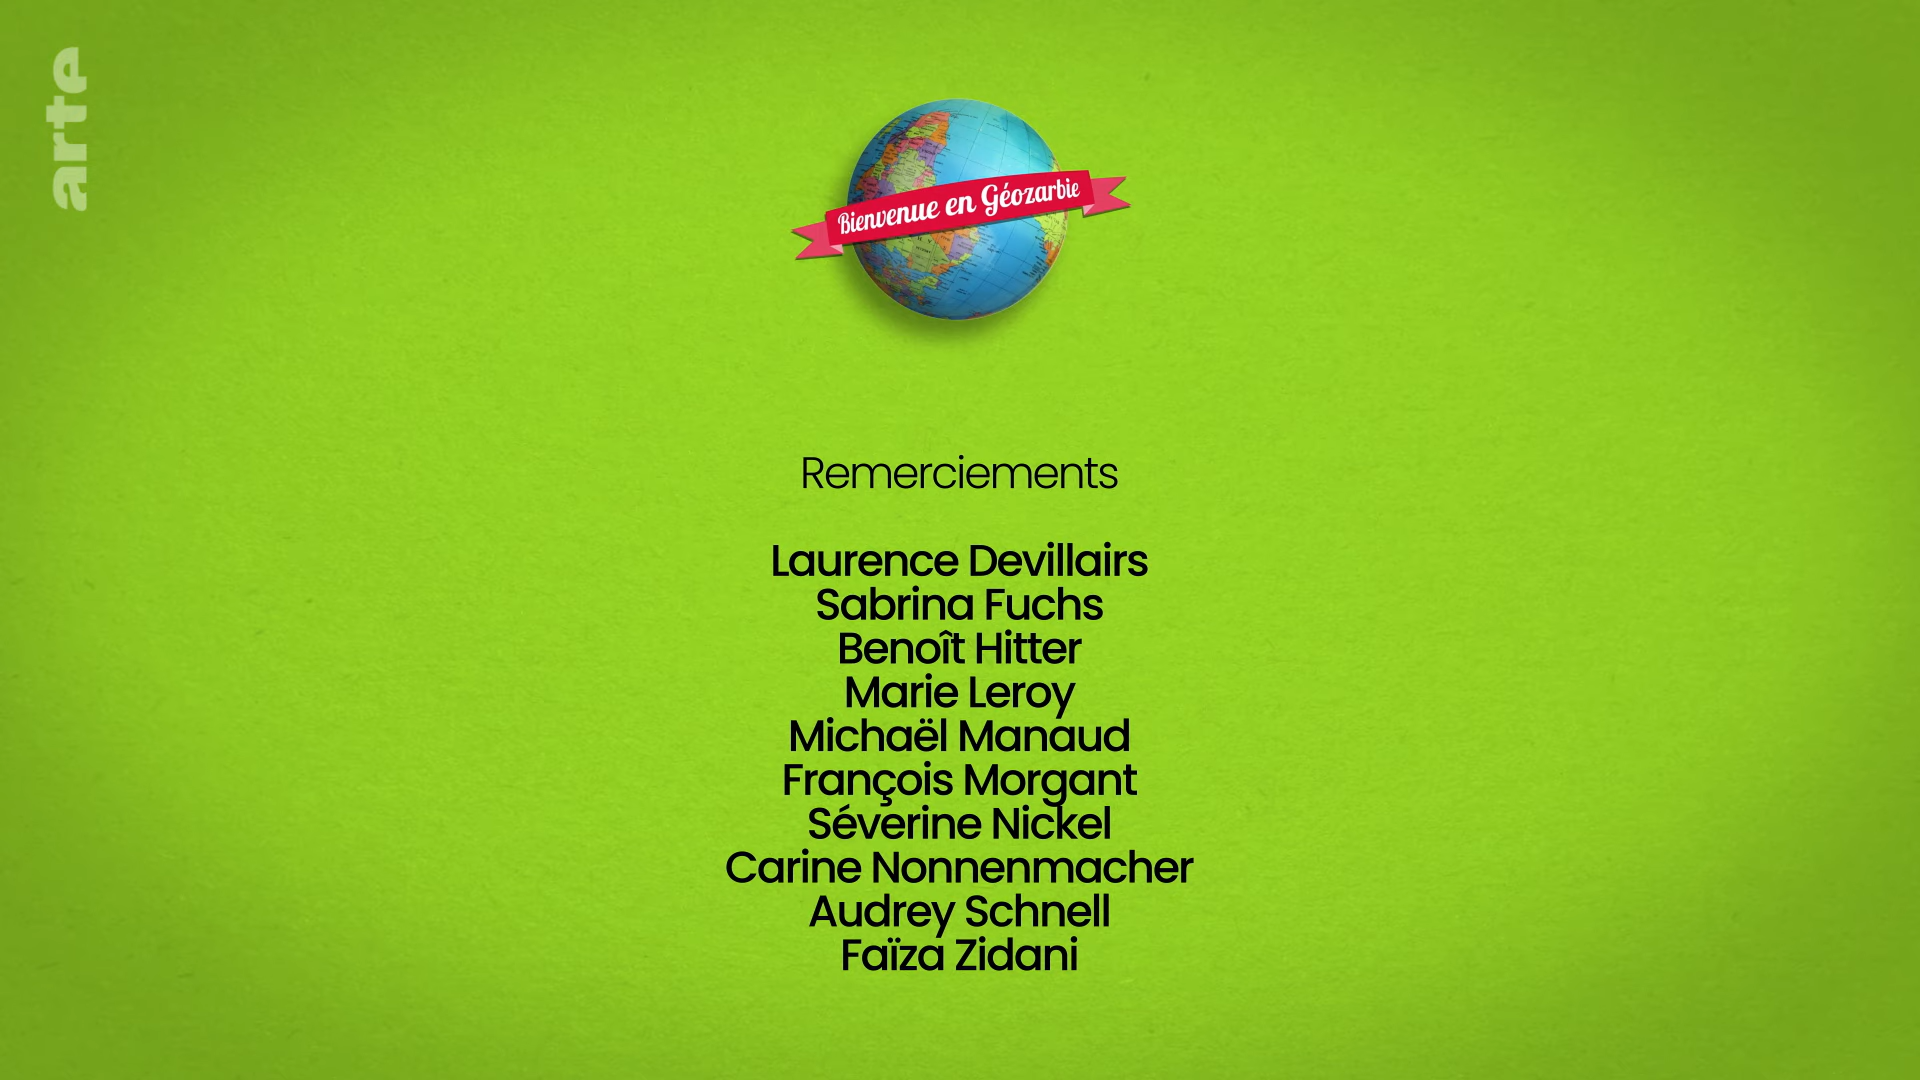 arte
Bienvenue en Géozarbie
Remerciements
Laurence Devillairs
Sabrina Fuchs
Benoît Hitter
Marie Leroy
Michaël Manaud
François Morgant
Séverine Nickel
Carine Nonnenmacher
Audrey Schnell
Faïza Zidani